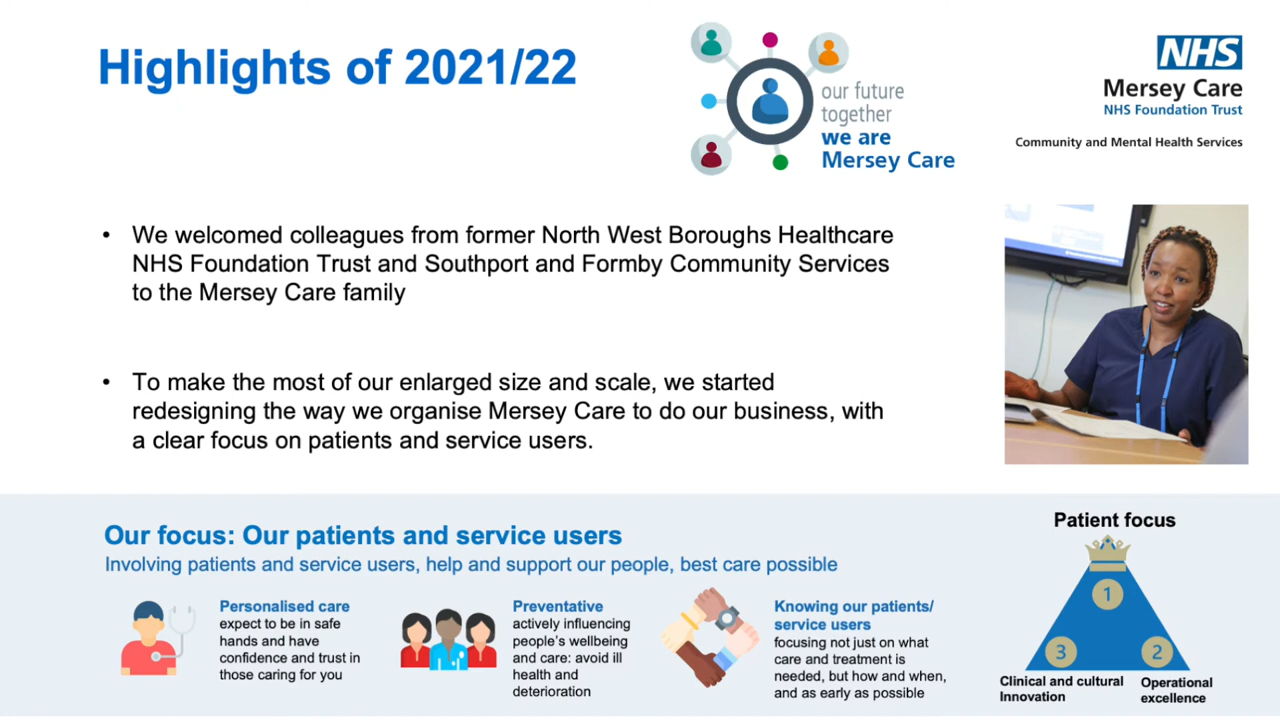 Highlights of 2021/22
our future
together
we are
Mersey Care
NHS
Mersey Care
NHS Foundation Trust
Community and Mental Health Services
• We welcomed colleagues from former North West Boroughs Healthcare
NHS Foundation Trust and Southport and Formby Community Services
to the Mersey Care family
• To make the most of our enlarged size and scale, we started
redesigning the way we organise Mersey Care to do our business, with
a clear focus on patients and service users.
Our focus: Our patients and service users
Involving patients and service users, help and support our people, best care possible
Personalised care
expect to be in safe
hands and have
confidence and trust in
those caring for you
Preventative
actively influencing
people's wellbeing
and care: avoid ill
health and
deterioration
Knowing our patients/
service users
focusing not just on what
care and treatment is
needed, but how and when,
and as early as possible
Patient focus
1
3
2
Clinical and cultural
Innovation
Operational
excellence